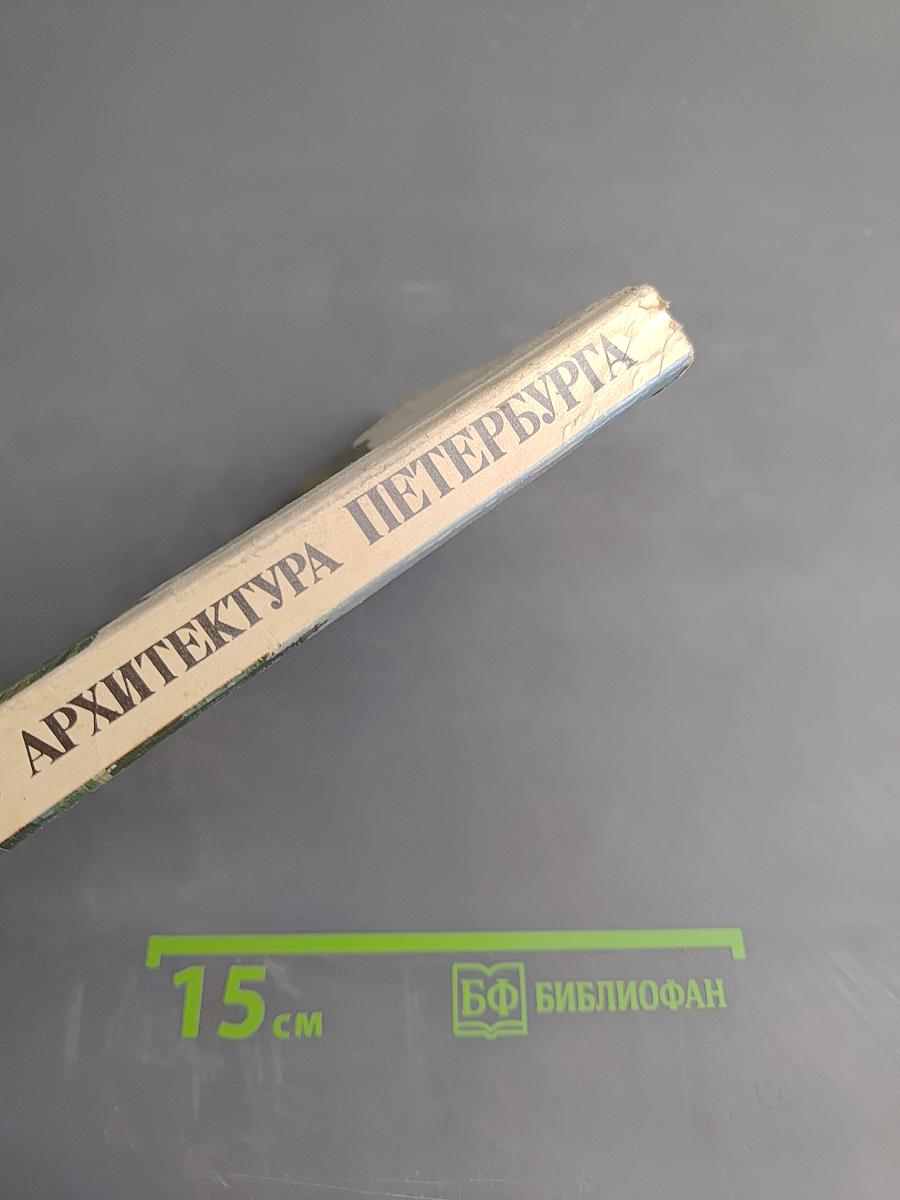 АРХИТЕКТУРА ПЕТЕРБУРГА
15 см
БФ БИБЛИОФАН